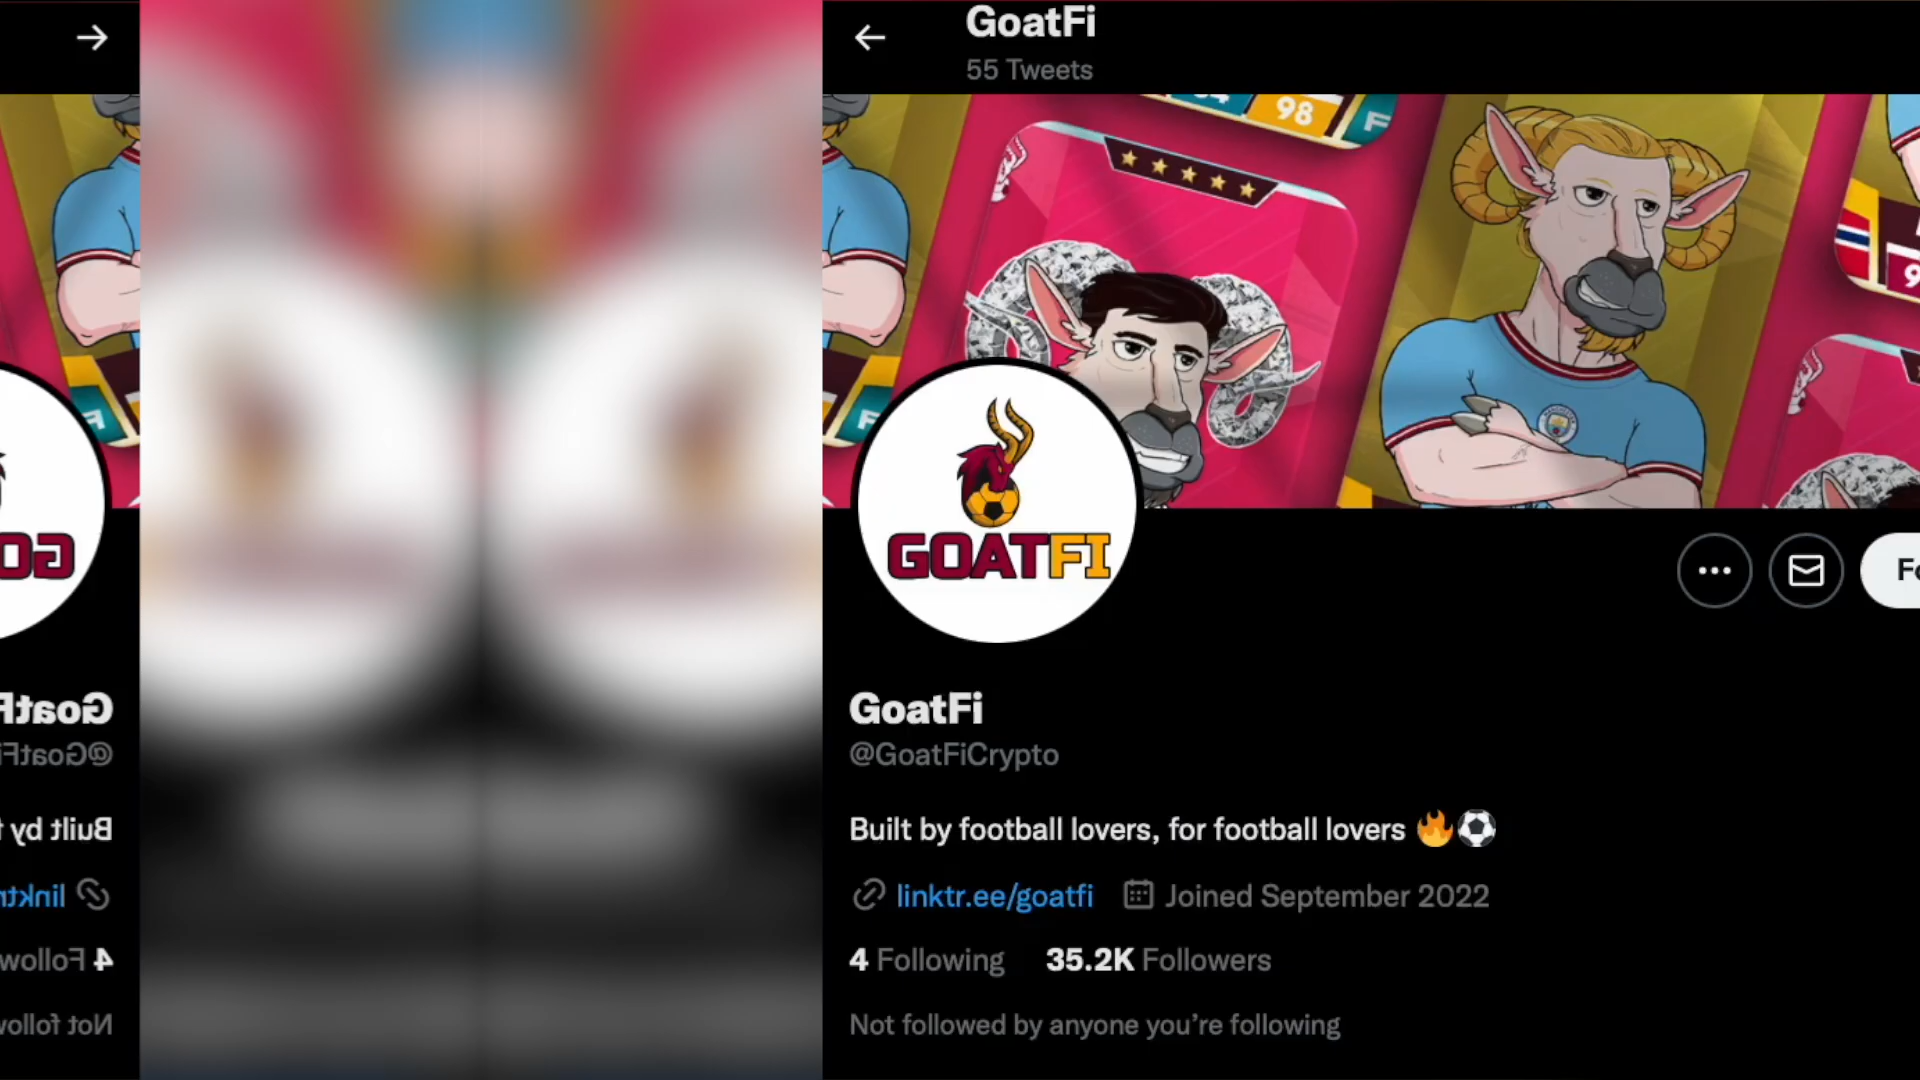 GoatFi
55 Tweets
98
GOATFI
Fo
GoatFi
@GoatFiCrypto
Built by football lovers, for football lovers 🔥⚽
linktr.ee/goatfi Joined September 2022
4 Following 35.2K Followers
Not followed by anyone you're following